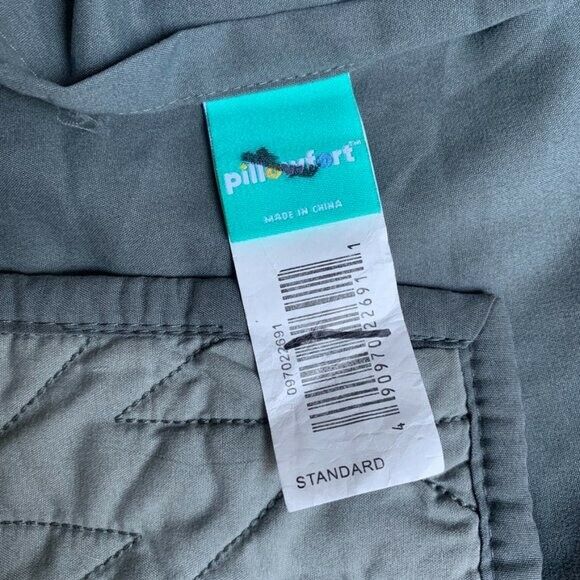 pillowfort™
MADE IN CHINA
097022691
4 90970 22691 1
STANDARD